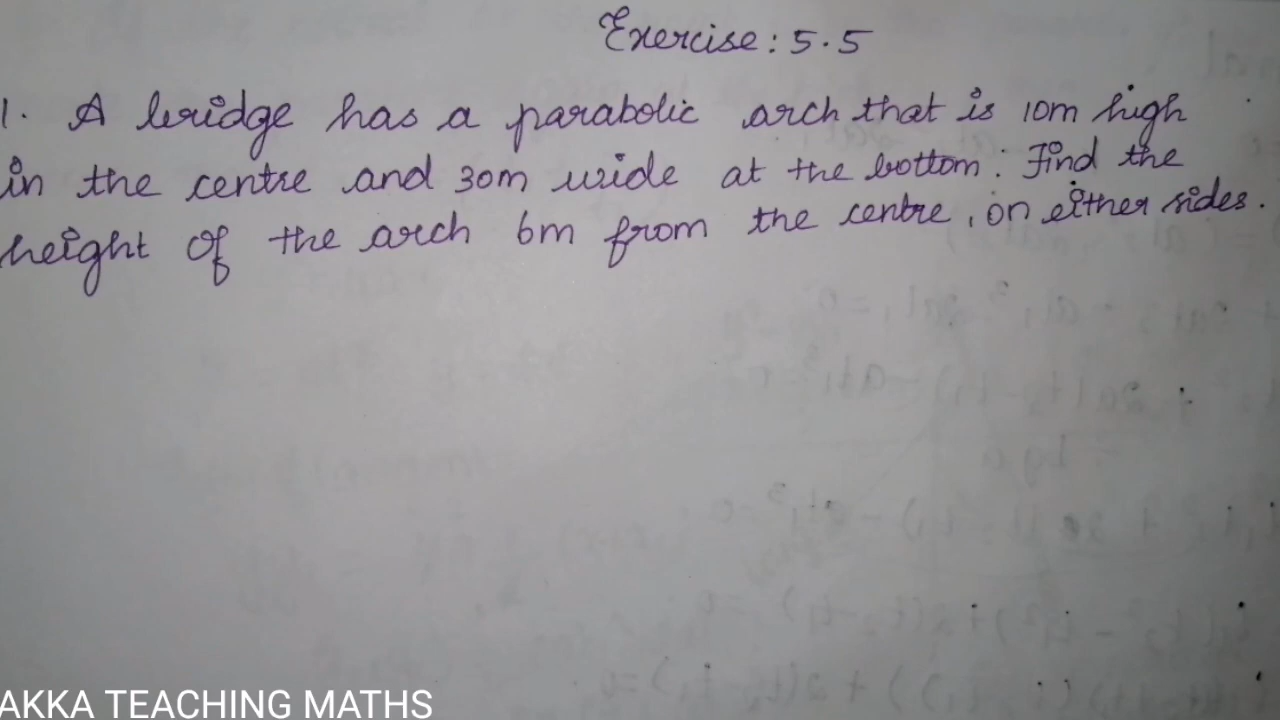 Exercise: 5.5
1. A bridge has a parabolic arch that is 10m high
in the centre and 30m wide at the bottom. Find the
height of the arch 6m from the centre, on either sides.
AKKA TEACHING MATHS